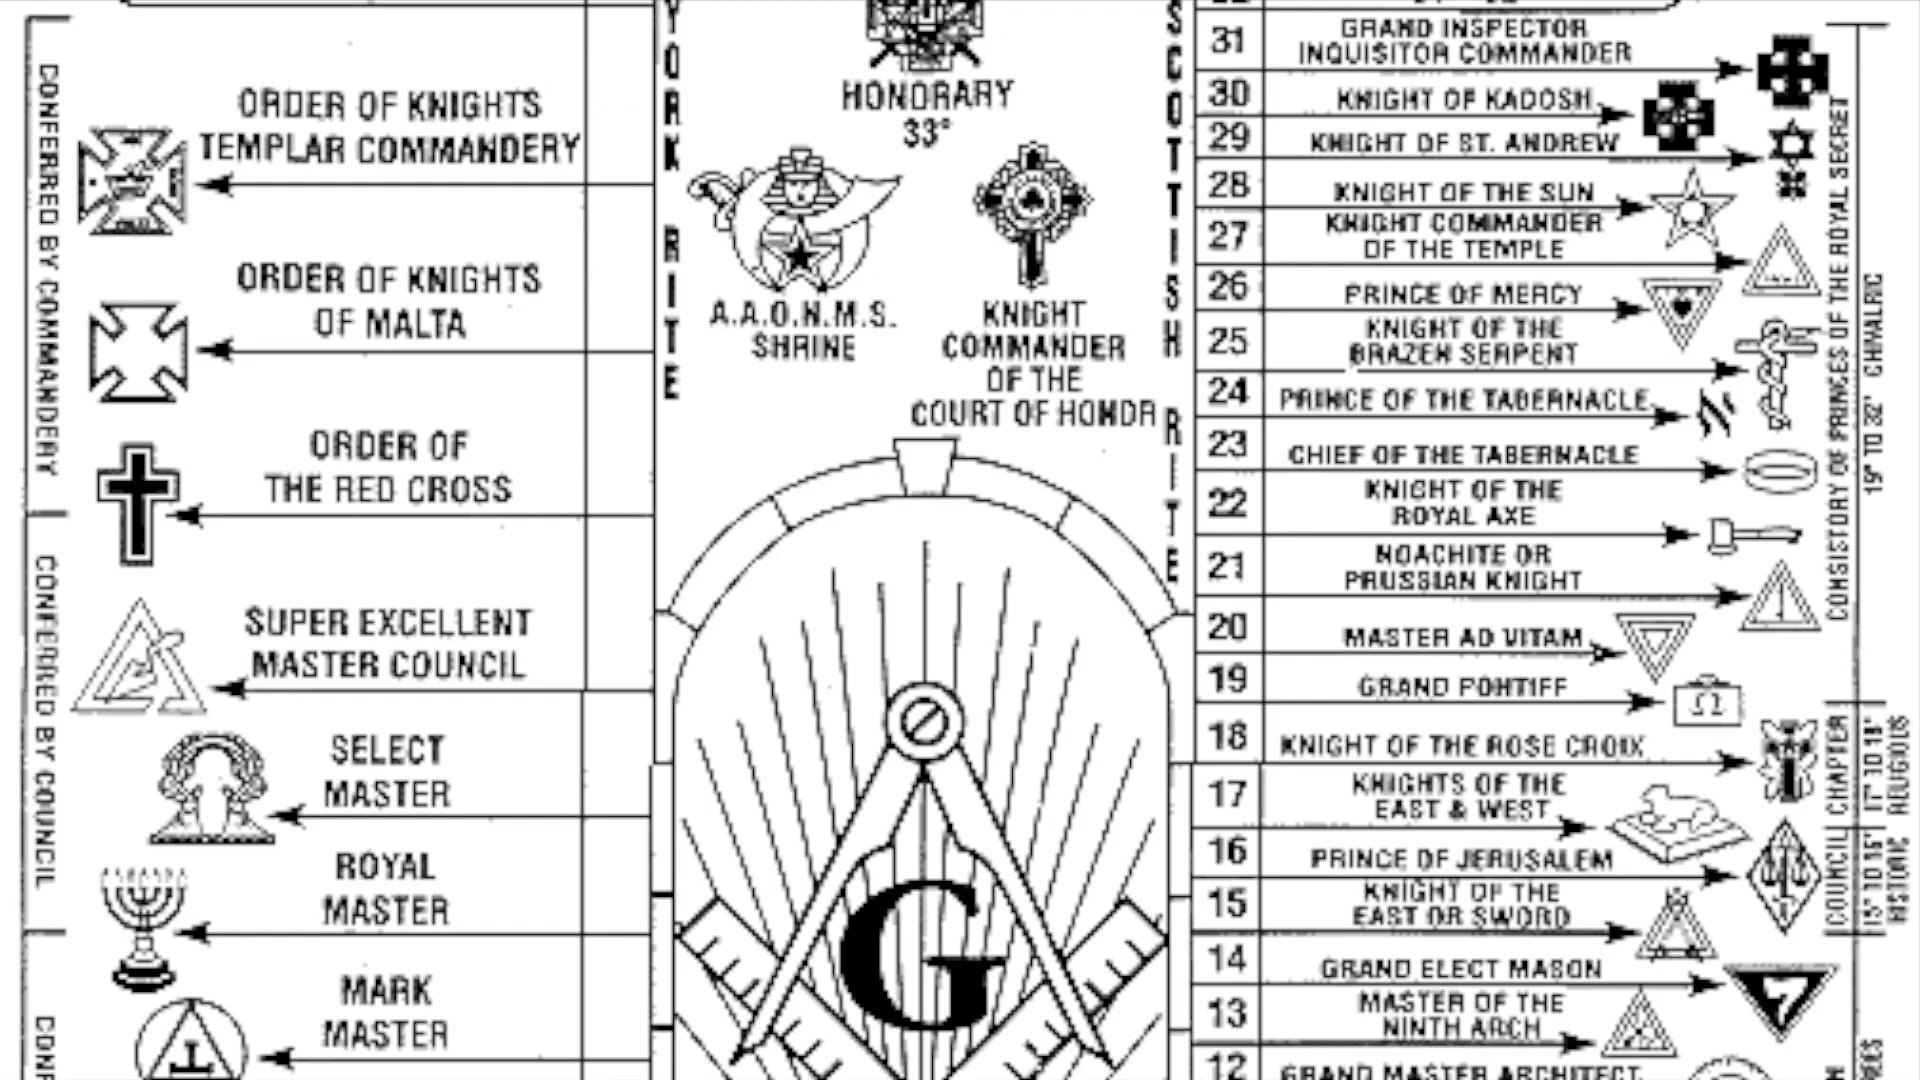 CONFERRED BY COMMANDERY
ORDER OF KNIGHTS
TEMPLAR COMMANDERY
ORDER OF KNIGHTS
OF MALTA
ORDER OF
THE RED CROSS
CONFERRED BY COUNCIL
SUPER EXCELLENT
MASTER COUNCIL
SELECT
MASTER
ROYAL
MASTER
MARK
MASTER
YORK RITE
HONORARY
33°
A.A.O.N.M.S.
SHRINE
KNIGHT
COMMANDER
OF THE
COURT OF HONOR
G
SCOTTISH RITE
31
GRAND INSPECTOR
INQUISITOR COMMANDER
30
KNIGHT OF KADOSH
29
KNIGHT OF ST. ANDREW
28
KNIGHT OF THE SUN
27
KNIGHT COMMANDER
OF THE TEMPLE
26
PRINCE OF MERCY
25
KNIGHT OF THE
BRAZEN SERPENT
24
PRINCE OF THE TABERNACLE
23
CHIEF OF THE TABERNACLE
22
KNIGHT OF THE
ROYAL AXE
21
NOACHITE OR
PRUSSIAN KNIGHT
20
MASTER AD VITAM
19
GRAND PONTIFF
Ω
18
KNIGHT OF THE ROSE CROIX
17
KNIGHTS OF THE
EAST & WEST
16
PRINCE OF JERUSALEM
15
KNIGHT OF THE
EAST OR SWORD
14
GRAND ELECT MASON
13
MASTER OF THE
NINTH ARCH
12
GRAND MASTER ARCHITECT
CONSISTORY OF PRINCES OF THE ROYAL SECRET
19° TO 32° CHIVALRIC
CHAPTER
COUNCIL